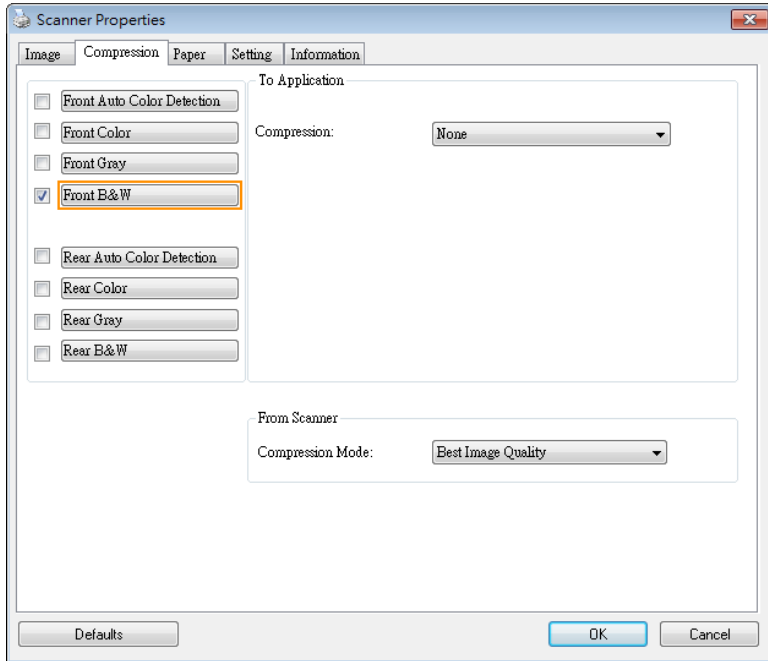 Scanner Properties
Image Compression Paper Setting Information
Front Auto Color Detection
Front Color
Front Gray
Front B&W
Rear Auto Color Detection
Rear Color
Rear Gray
Rear B&W
To Application
Compression: None
From Scanner
Compression Mode: Best Image Quality
Defaults OK Cancel